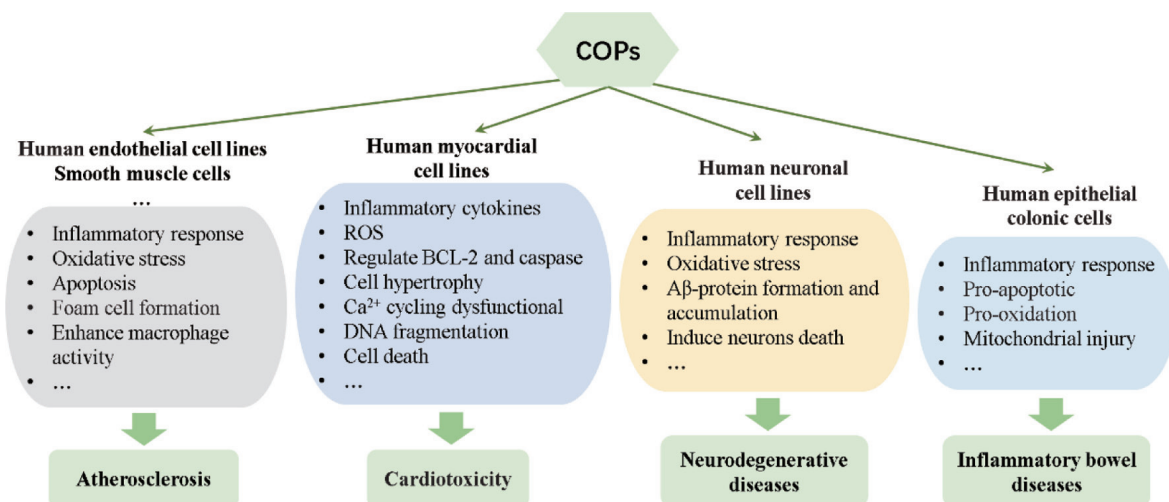 COPs
Human endothelial cell lines
Smooth muscle cells
...
• Inflammatory response
• Oxidative stress
• Apoptosis
• Foam cell formation
• Enhance macrophage
activity
• ...
Atherosclerosis
Human myocardial
cell lines
• Inflammatory cytokines
• ROS
• Regulate BCL-2 and caspase
• Cell hypertrophy
• Ca²⁺ cycling dysfunctional
• DNA fragmentation
• Cell death
• ...
Cardiotoxicity
Human neuronal
cell lines
• Inflammatory response
• Oxidative stress
• Aβ-protein formation and
accumulation
• Induce neurons death
• ...
Neurodegenerative
diseases
Human epithelial
colonic cells
• Inflammatory response
• Pro-apoptotic
• Pro-oxidation
• Mitochondrial injury
• ...
Inflammatory bowel
diseases